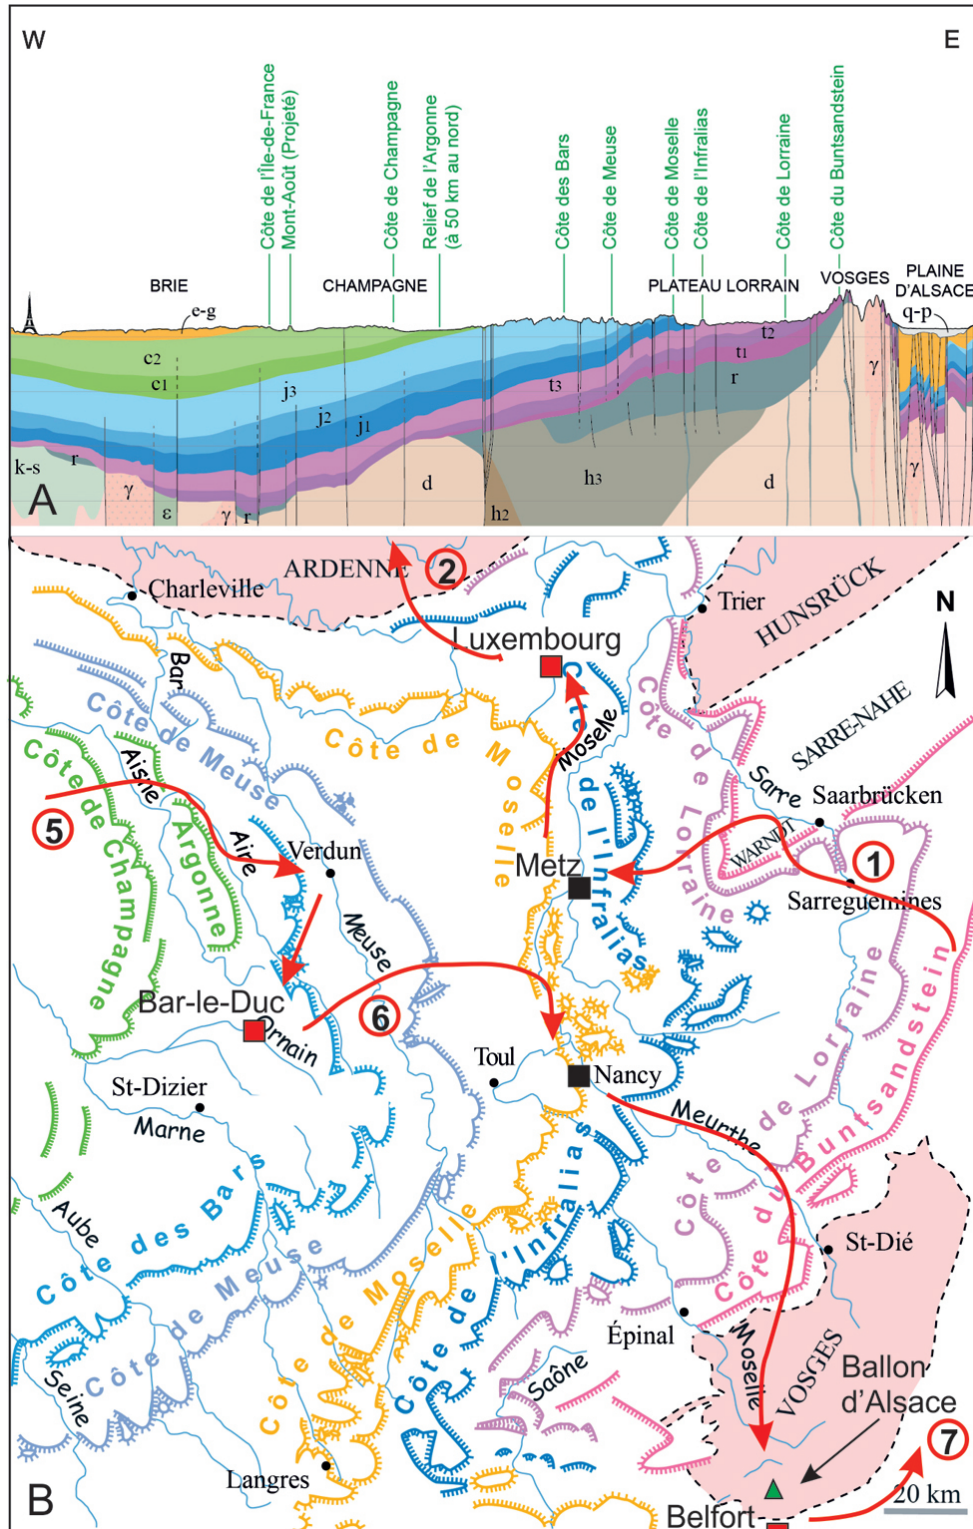 W
E
Côte de l'Île-de-France
Mont-Août (Projeté)
Côte de Champagne
Relief de l'Argonne
(à 50 km au nord)
Côte des Bars
Côte de Meuse
Côte de Moselle
Côte de l'Infralias
Côte de Lorraine
Côte du Buntsandstein
BRIE
CHAMPAGNE
PLATEAU LORRAIN
VOSGES
PLAINE
D'ALSACE
e-g
q-p
c2
c1
j3
j2
j1
t3
t2
t1
r
k-s
r
γ
ε
γ
r
d
h2
h3
d
γ
γ
A
ARDENNE
2
Charleville
Trier
HUNSRÜCK
N
Luxembourg
Bar
Côte de Meuse
Côte de Moselle
Moselle
Côte de l'Infralias
Côte de Lorraine
SARRE-NAHE
Sarre
Saarbrücken
WARNDT
Aisne
Côte de Champagne
5
Argonne
Aire
Verdun
Metz
1
Sarreguemines
Meuse
Bar-le-Duc
Ornain
6
Toul
Nancy
St-Dizier
Marne
Meurthe
Côte de Lorraine
Côte du Buntsandstein
Aube
Côte des Bars
Côte de Meuse
Côte de Moselle
Côte de l'Infralias
St-Dié
Épinal
Moselle
VOSGES
Seine
Saône
Ballon
d'Alsace
7
Langres
B
Belfort
20 km